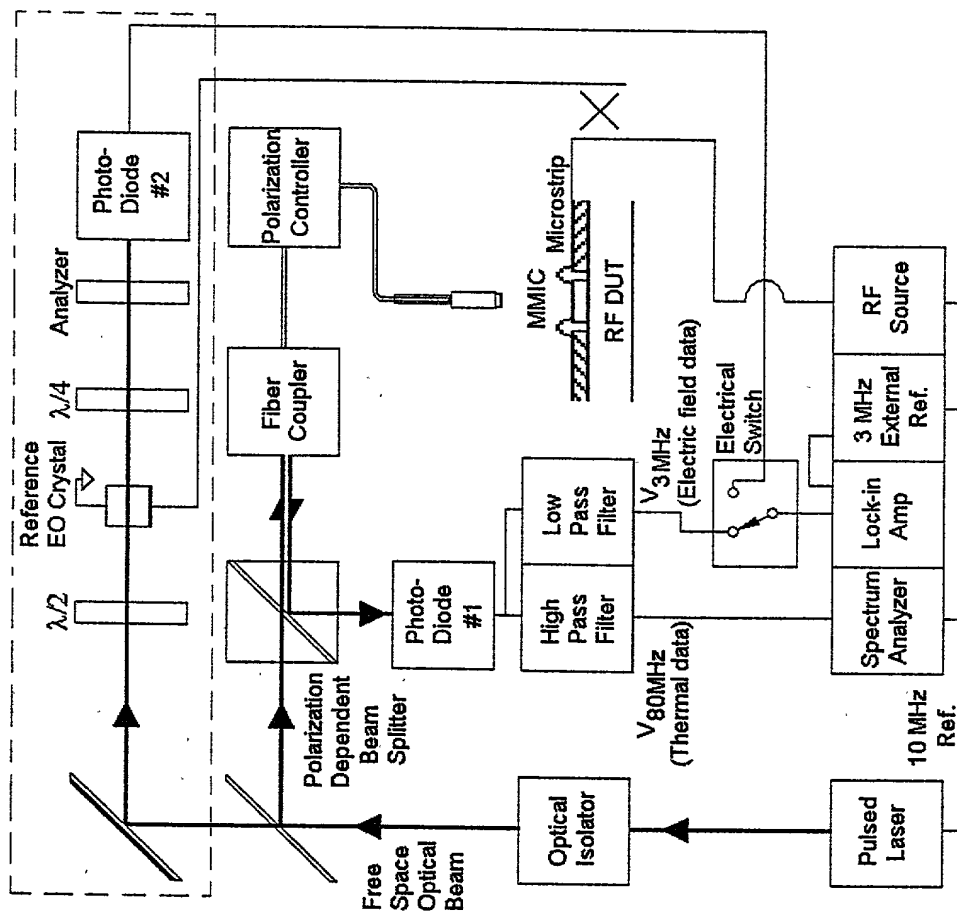 Reference
EO Crystal
λ/2
λ/4
Analyzer
Photo-
Diode
#2
Polarization
Dependent
Beam
Splitter
Fiber
Coupler
Polarization
Controller
Free
Space
Optical
Beam
Photo-
Diode
#1
High
Pass
Filter
Low
Pass
Filter
MMIC
Microstrip
RF DUT
V80MHz
(Thermal data)
V3MHz
(Electric field data)
Electrical
Switch
Optical
Isolator
Pulsed
Laser
10 MHz
Ref.
Spectrum
Analyzer
Lock-in
Amp
3 MHz
External
Ref.
RF
Source